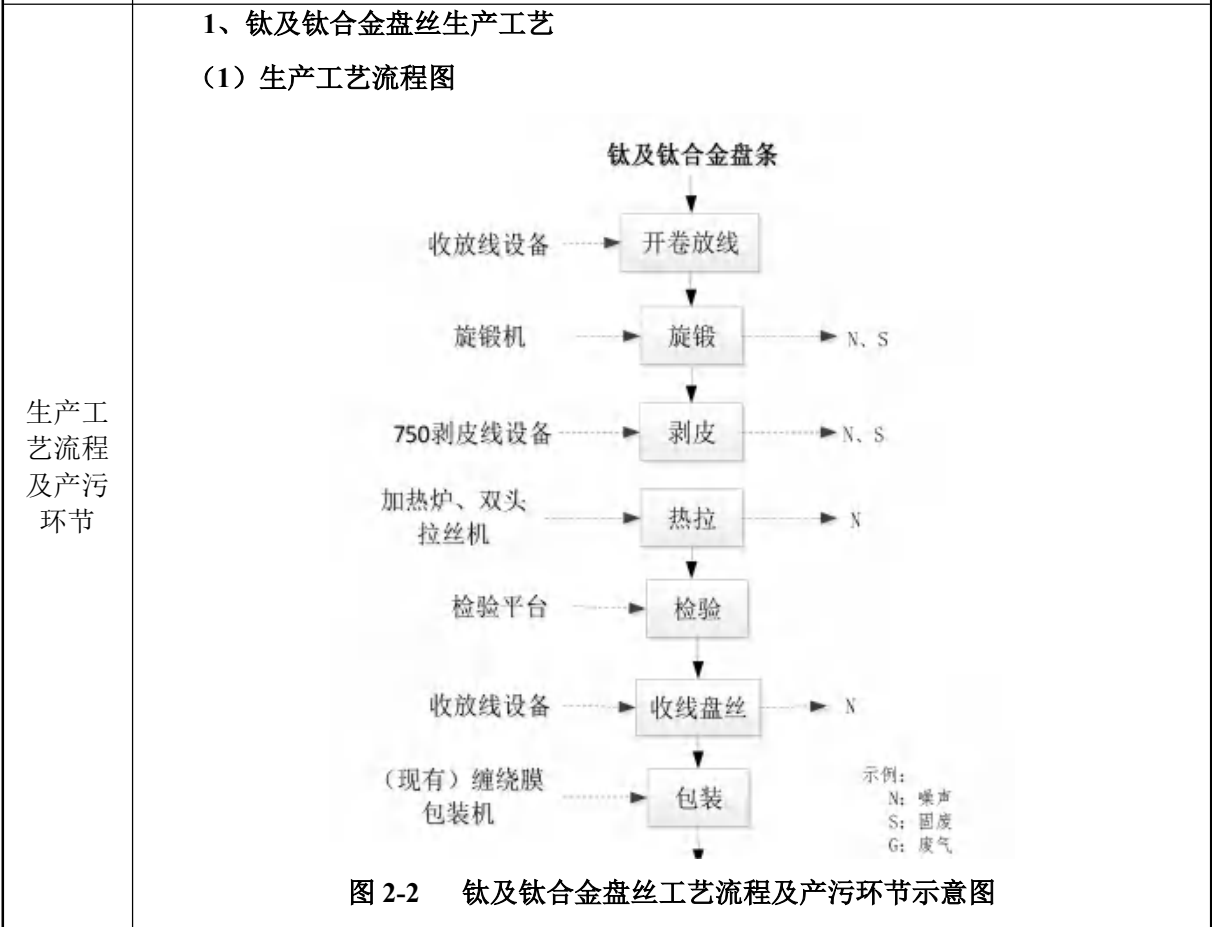 1、钛及钛合金盘丝生产工艺
（1）生产工艺流程图
钛及钛合金盘条
收放线设备
开卷放线
旋锻机
旋锻
N、S
750剥皮线设备
剥皮
N、S
加热炉、双头
拉丝机
热拉
N
检验平台
检验
收放线设备
收线盘丝
N
（现有）缠绕膜
包装机
包装
示例：
N：噪声
S：固废
G：废气
生产工
艺流程
及产污
环节
图 2-2 钛及钛合金盘丝工艺流程及产污环节示意图